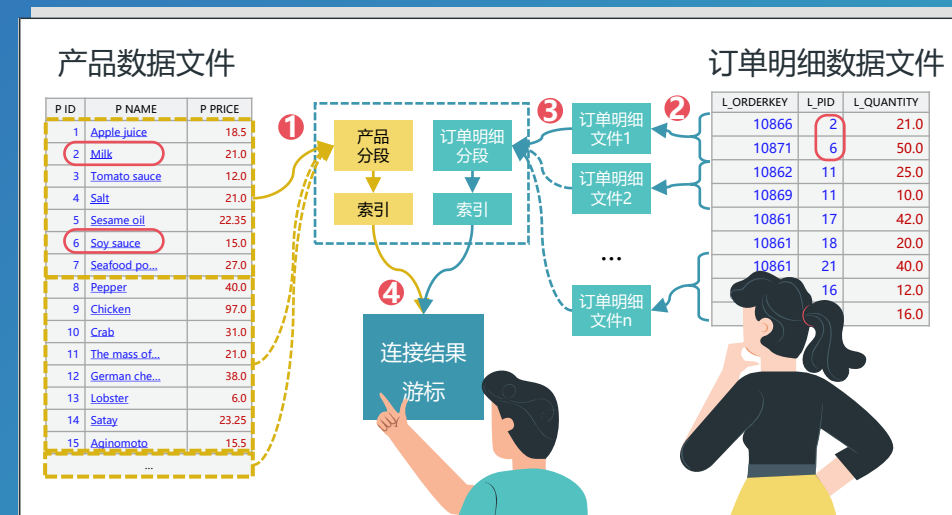 产品数据文件
P ID P NAME P PRICE
1 Apple juice 18.5
2 Milk 21.0
3 Tomato sauce 12.0
4 Salt 21.0
5 Sesame oil 22.35
6 Soy sauce 15.0
7 Seafood po... 27.0
8 Pepper 40.0
9 Chicken 97.0
10 Crab 31.0
11 The mass of... 21.0
12 German che... 38.0
13 Lobster 6.0
14 Satay 23.25
15 Aginomoto 15.5
...
1
产品
分段
索引
订单明细
分段
索引
4
连接结果
游标
3
订单明细
文件1
订单明细
文件2
...
订单明细
文件n
2
订单明细数据文件
L_ORDERKEY L_PID L_QUANTITY
10866 2 21.0
10871 6 50.0
10862 11 25.0
10869 11 10.0
10861 17 42.0
10861 18 20.0
10861 21 40.0
16 12.0
16.0